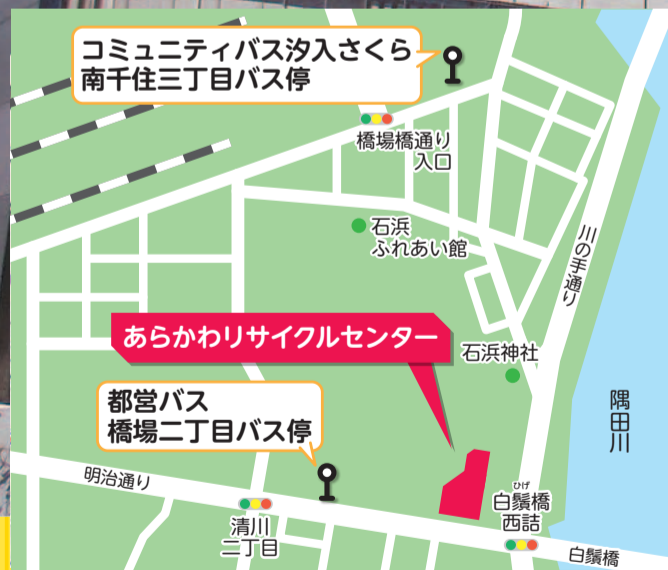 コミュニティバス汐入さくら
南千住三丁目バス停
橋場橋通り
入口
石浜
ふれあい館
川の手通り
あらかわリサイクルセンター
石浜神社
都営バス
橋場二丁目バス停
隅田川
明治通り
清川
二丁目
ひげ
白鬚橋
西詰
白鬚橋